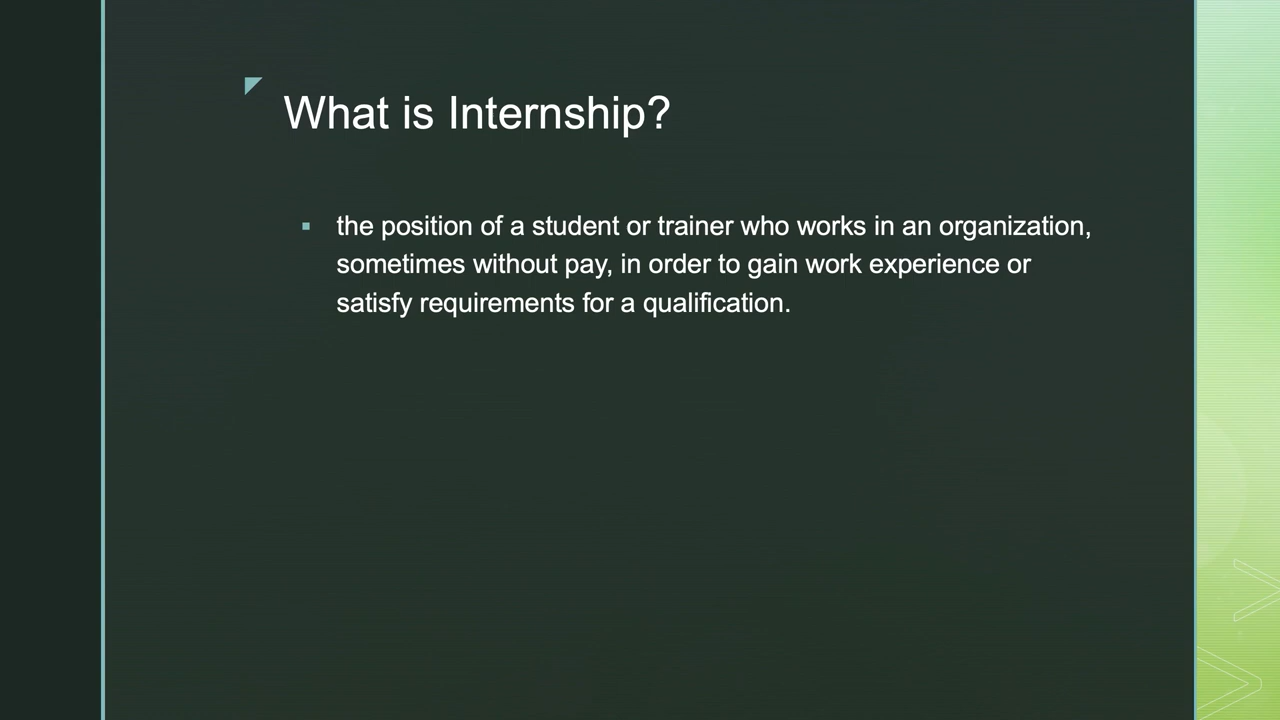 What is Internship?
the position of a student or trainer who works in an organization,
sometimes without pay, in order to gain work experience or
satisfy requirements for a qualification.